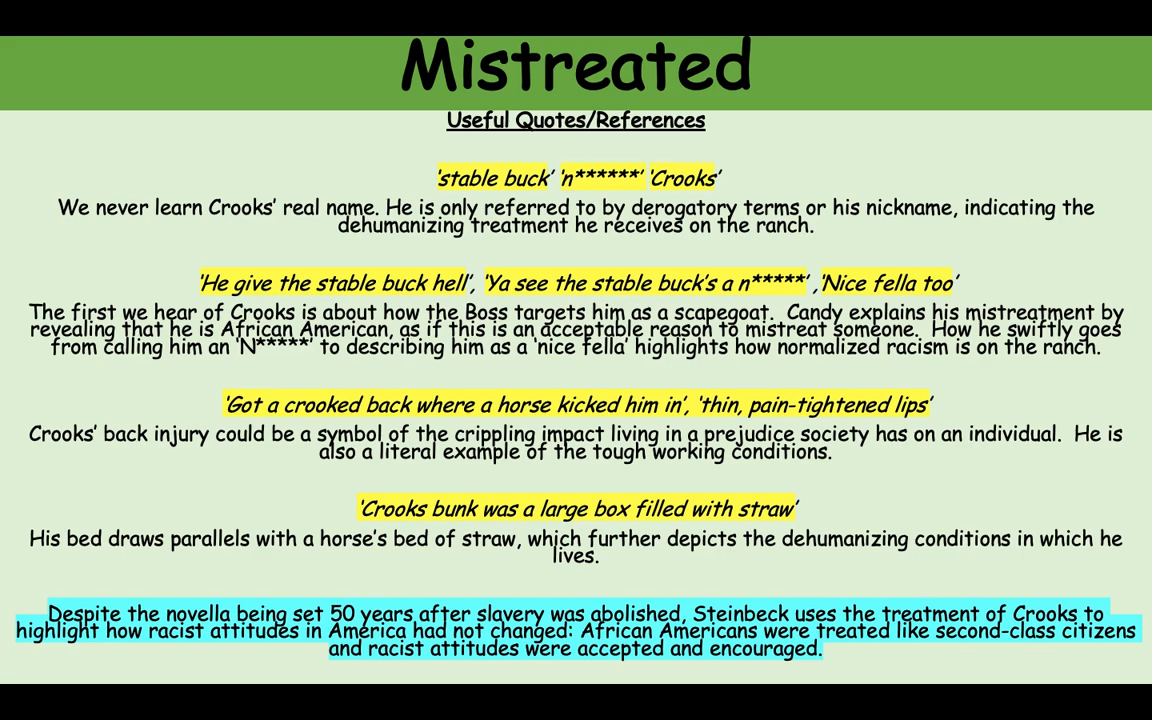 Mistreated
Useful Quotes/References
'stable buck' 'n******' 'Crooks'
We never learn Crooks' real name. He is only referred to by derogatory terms or his nickname, indicating the
dehumanizing treatment he receives on the ranch.
'He give the stable buck hell', 'Ya see the stable buck's a n*****' ,'Nice fella too'
The first we hear of Crooks is about how the Boss targets him as a scapegoat. Candy explains his mistreatment by
revealing that he is African American, as if this is an acceptable reason to mistreat someone. How he swiftly goes
from calling him an 'N*****' to describing him as a 'nice fella' highlights how normalized racism is on the ranch.
'Got a crooked back where a horse kicked him in', 'thin, pain-tightened lips'
Crooks' back injury could be a symbol of the crippling impact living in a prejudice society has on an individual. He is
also a literal example of the tough working conditions.
'Crooks bunk was a large box filled with straw'
His bed draws parallels with a horse's bed of straw, which further depicts the dehumanizing conditions in which he
lives.
Despite the novella being set 50 years after slavery was abolished, Steinbeck uses the treatment of Crooks to
highlight how racist attitudes in America had not changed: African Americans were treated like second-class citizens
and racist attitudes were accepted and encouraged.